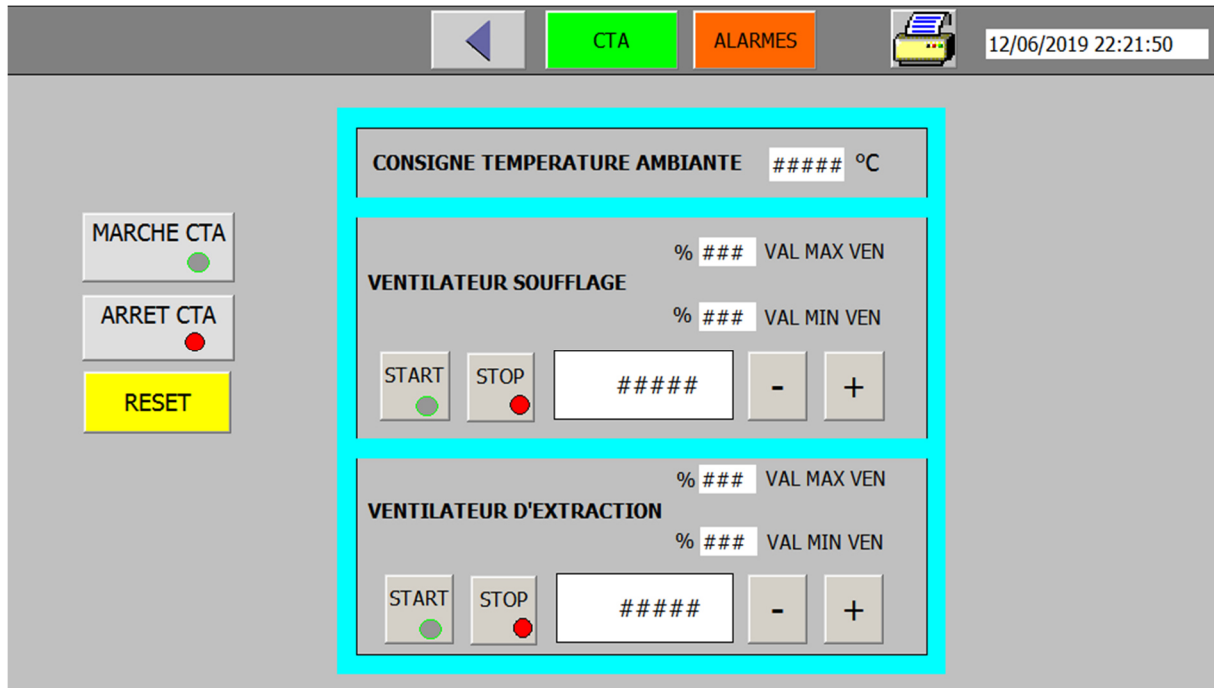 CTA
ALARMES
12/06/2019 22:21:50
CONSIGNE TEMPERATURE AMBIANTE ##### °C
MARCHE CTA
ARRET CTA
RESET
% ### VAL MAX VEN
VENTILATEUR SOUFFLAGE
% ### VAL MIN VEN
START STOP ##### - +
% ### VAL MAX VEN
VENTILATEUR D'EXTRACTION
% ### VAL MIN VEN
START STOP ##### - +